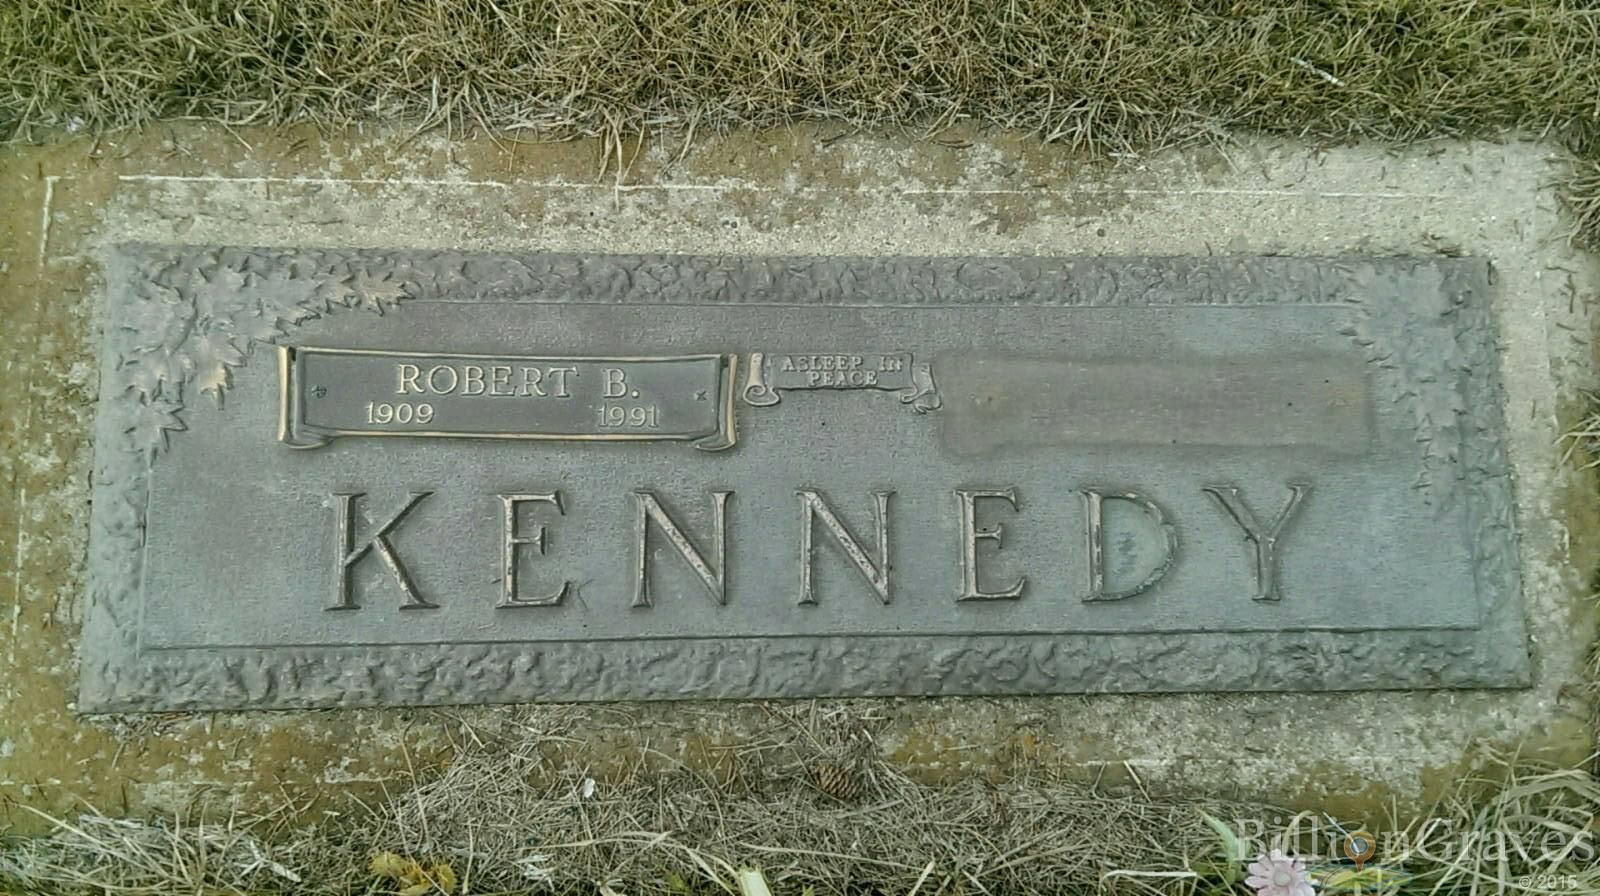 ROBERT B.
1909 1991
ASLEEP IN
PEACE
KENNEDY
BillionGraves
© 2015